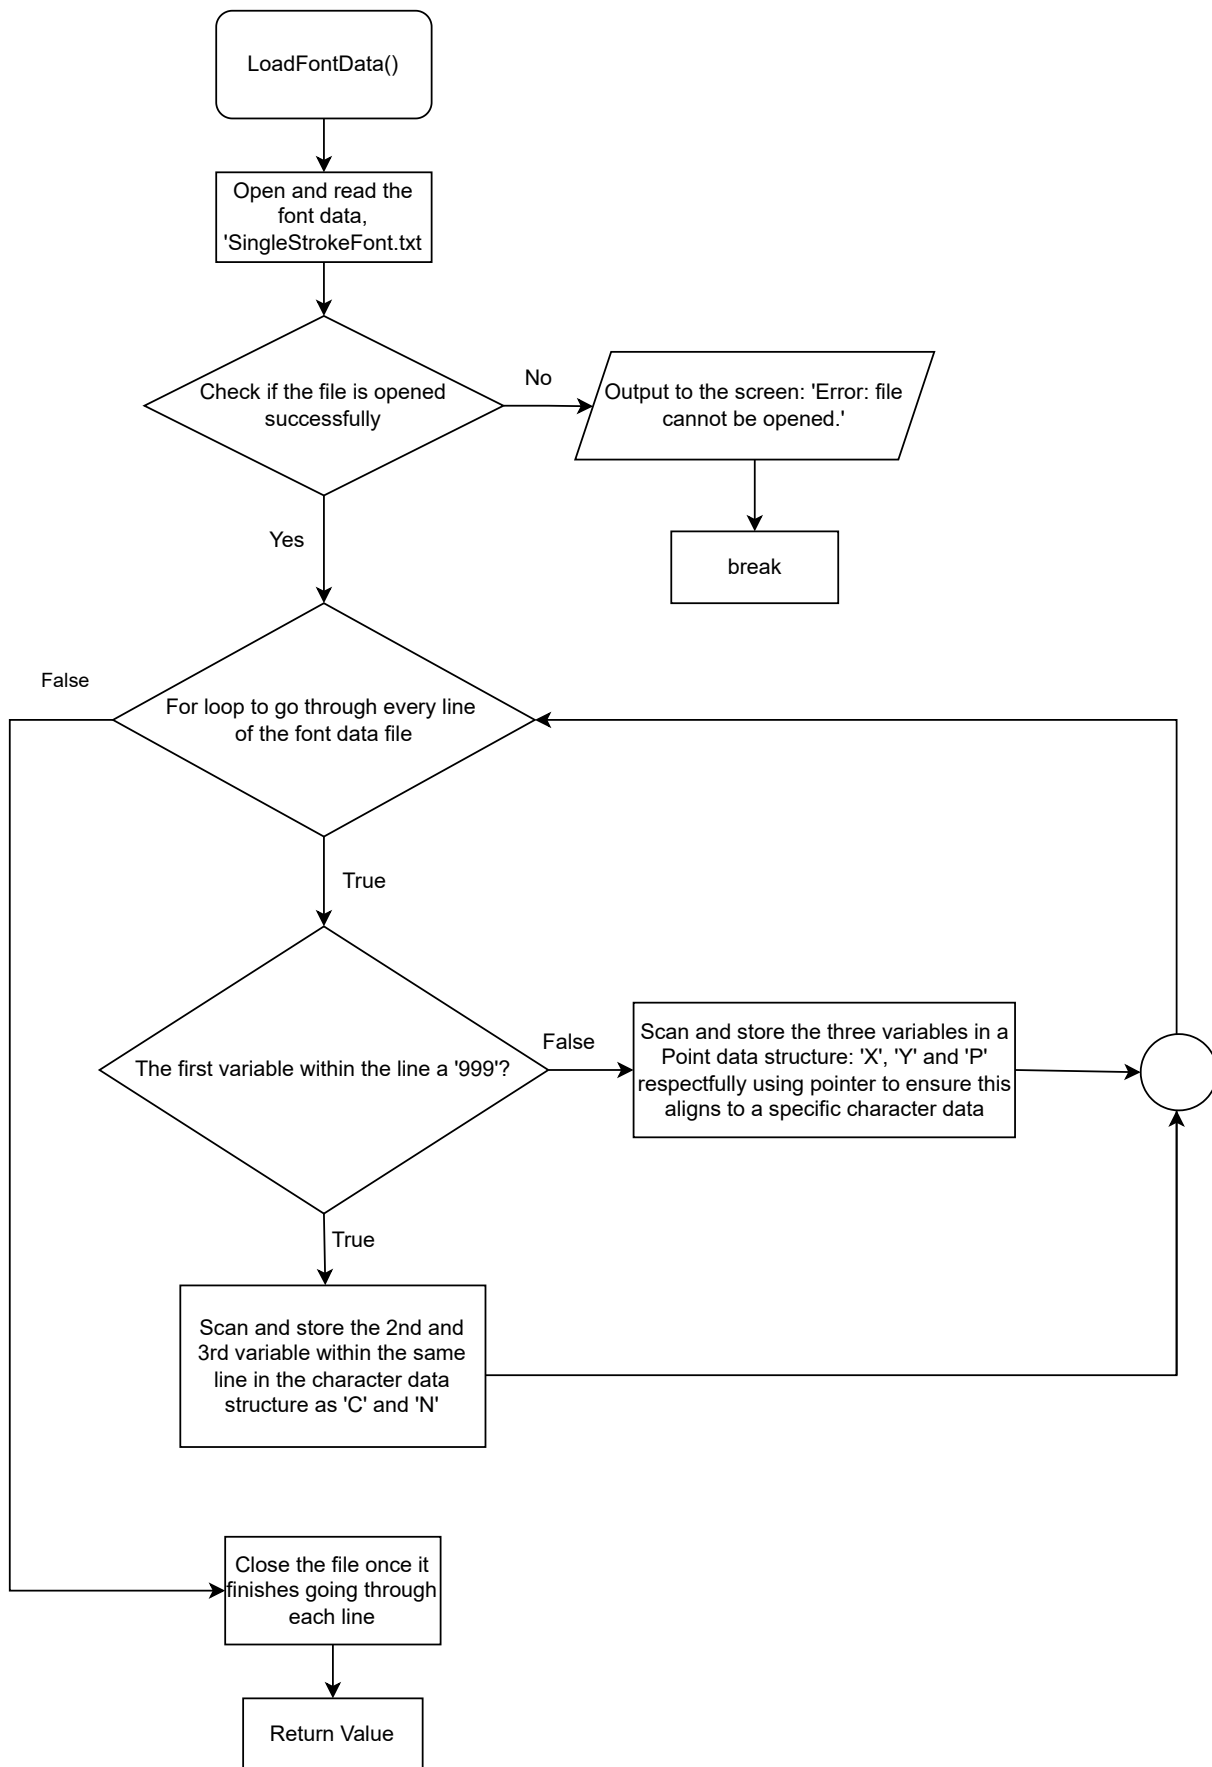 LoadFontData()
Open and read the
font data,
'SingleStrokeFont.txt
Check if the file is opened
successfully
No
Output to the screen: 'Error: file
cannot be opened.'
Yes
break
False
For loop to go through every line
of the font data file
True
The first variable within the line a '999'?
False
Scan and store the three variables in a
Point data structure: 'X', 'Y' and 'P'
respectfully using pointer to ensure this
aligns to a specific character data
True
Scan and store the 2nd and
3rd variable within the same
line in the character data
structure as 'C' and 'N'
Close the file once it
finishes going through
each line
Return Value